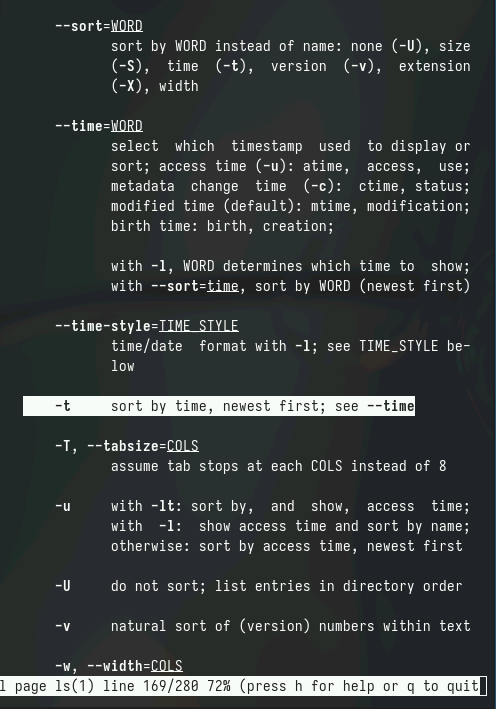 --sort=WORD
sort by WORD instead of name: none (-U), size
(-S), time (-t), version (-v), extension
(-X), width
--time=WORD
select which timestamp used to display or
sort; access time (-u): atime, access, use;
metadata change time (-c): ctime, status;
modified time (default): mtime, modification;
birth time: birth, creation;
with -l, WORD determines which time to show;
with --sort=time, sort by WORD (newest first)
--time-style=TIME_STYLE
time/date format with -l; see TIME_STYLE be-
low
-t sort by time, newest first; see --time
-T, --tabsize=COLS
assume tab stops at each COLS instead of 8
-u with -lt: sort by, and show, access time;
with -l: show access time and sort by name;
otherwise: sort by access time, newest first
-U do not sort; list entries in directory order
-v natural sort of (version) numbers within text
-w, --width=COLS
l page ls(1) line 169/280 72% (press h for help or q to quit